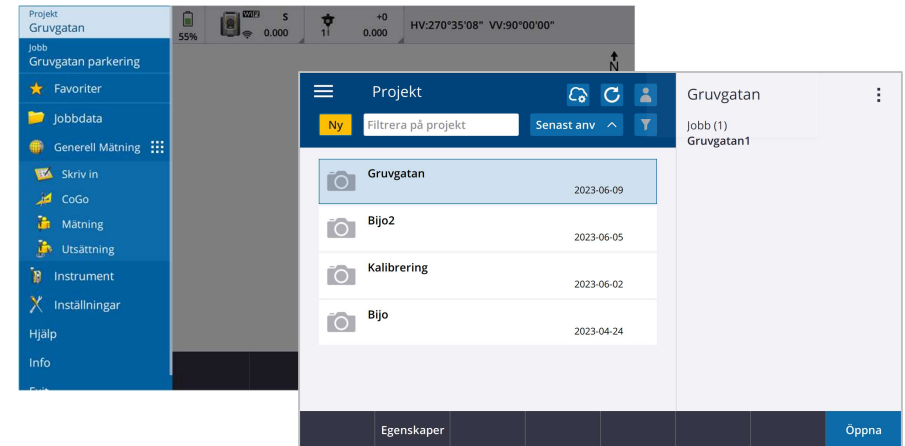 Projekt
Gruvgatan
Jobb
Gruvgatan parkering
Favoriter
Jobbdata
Generell Mätning
Skriv in
CoGo
Mätning
Utsättning
Instrument
Inställningar
Hjälp
Info
55%
WIFI S
0.000
1
+0
0.000
HV:270°35'08" VV:90°00'00"
N
Projekt
Ny
Filtrera på projekt
Senast anv
Gruvgatan
2023-06-09
Bijo2
2023-06-05
Kalibrering
2023-06-02
Bijo
2023-04-24
Gruvgatan
Jobb (1)
Gruvgatan1
Egenskaper
Öppna